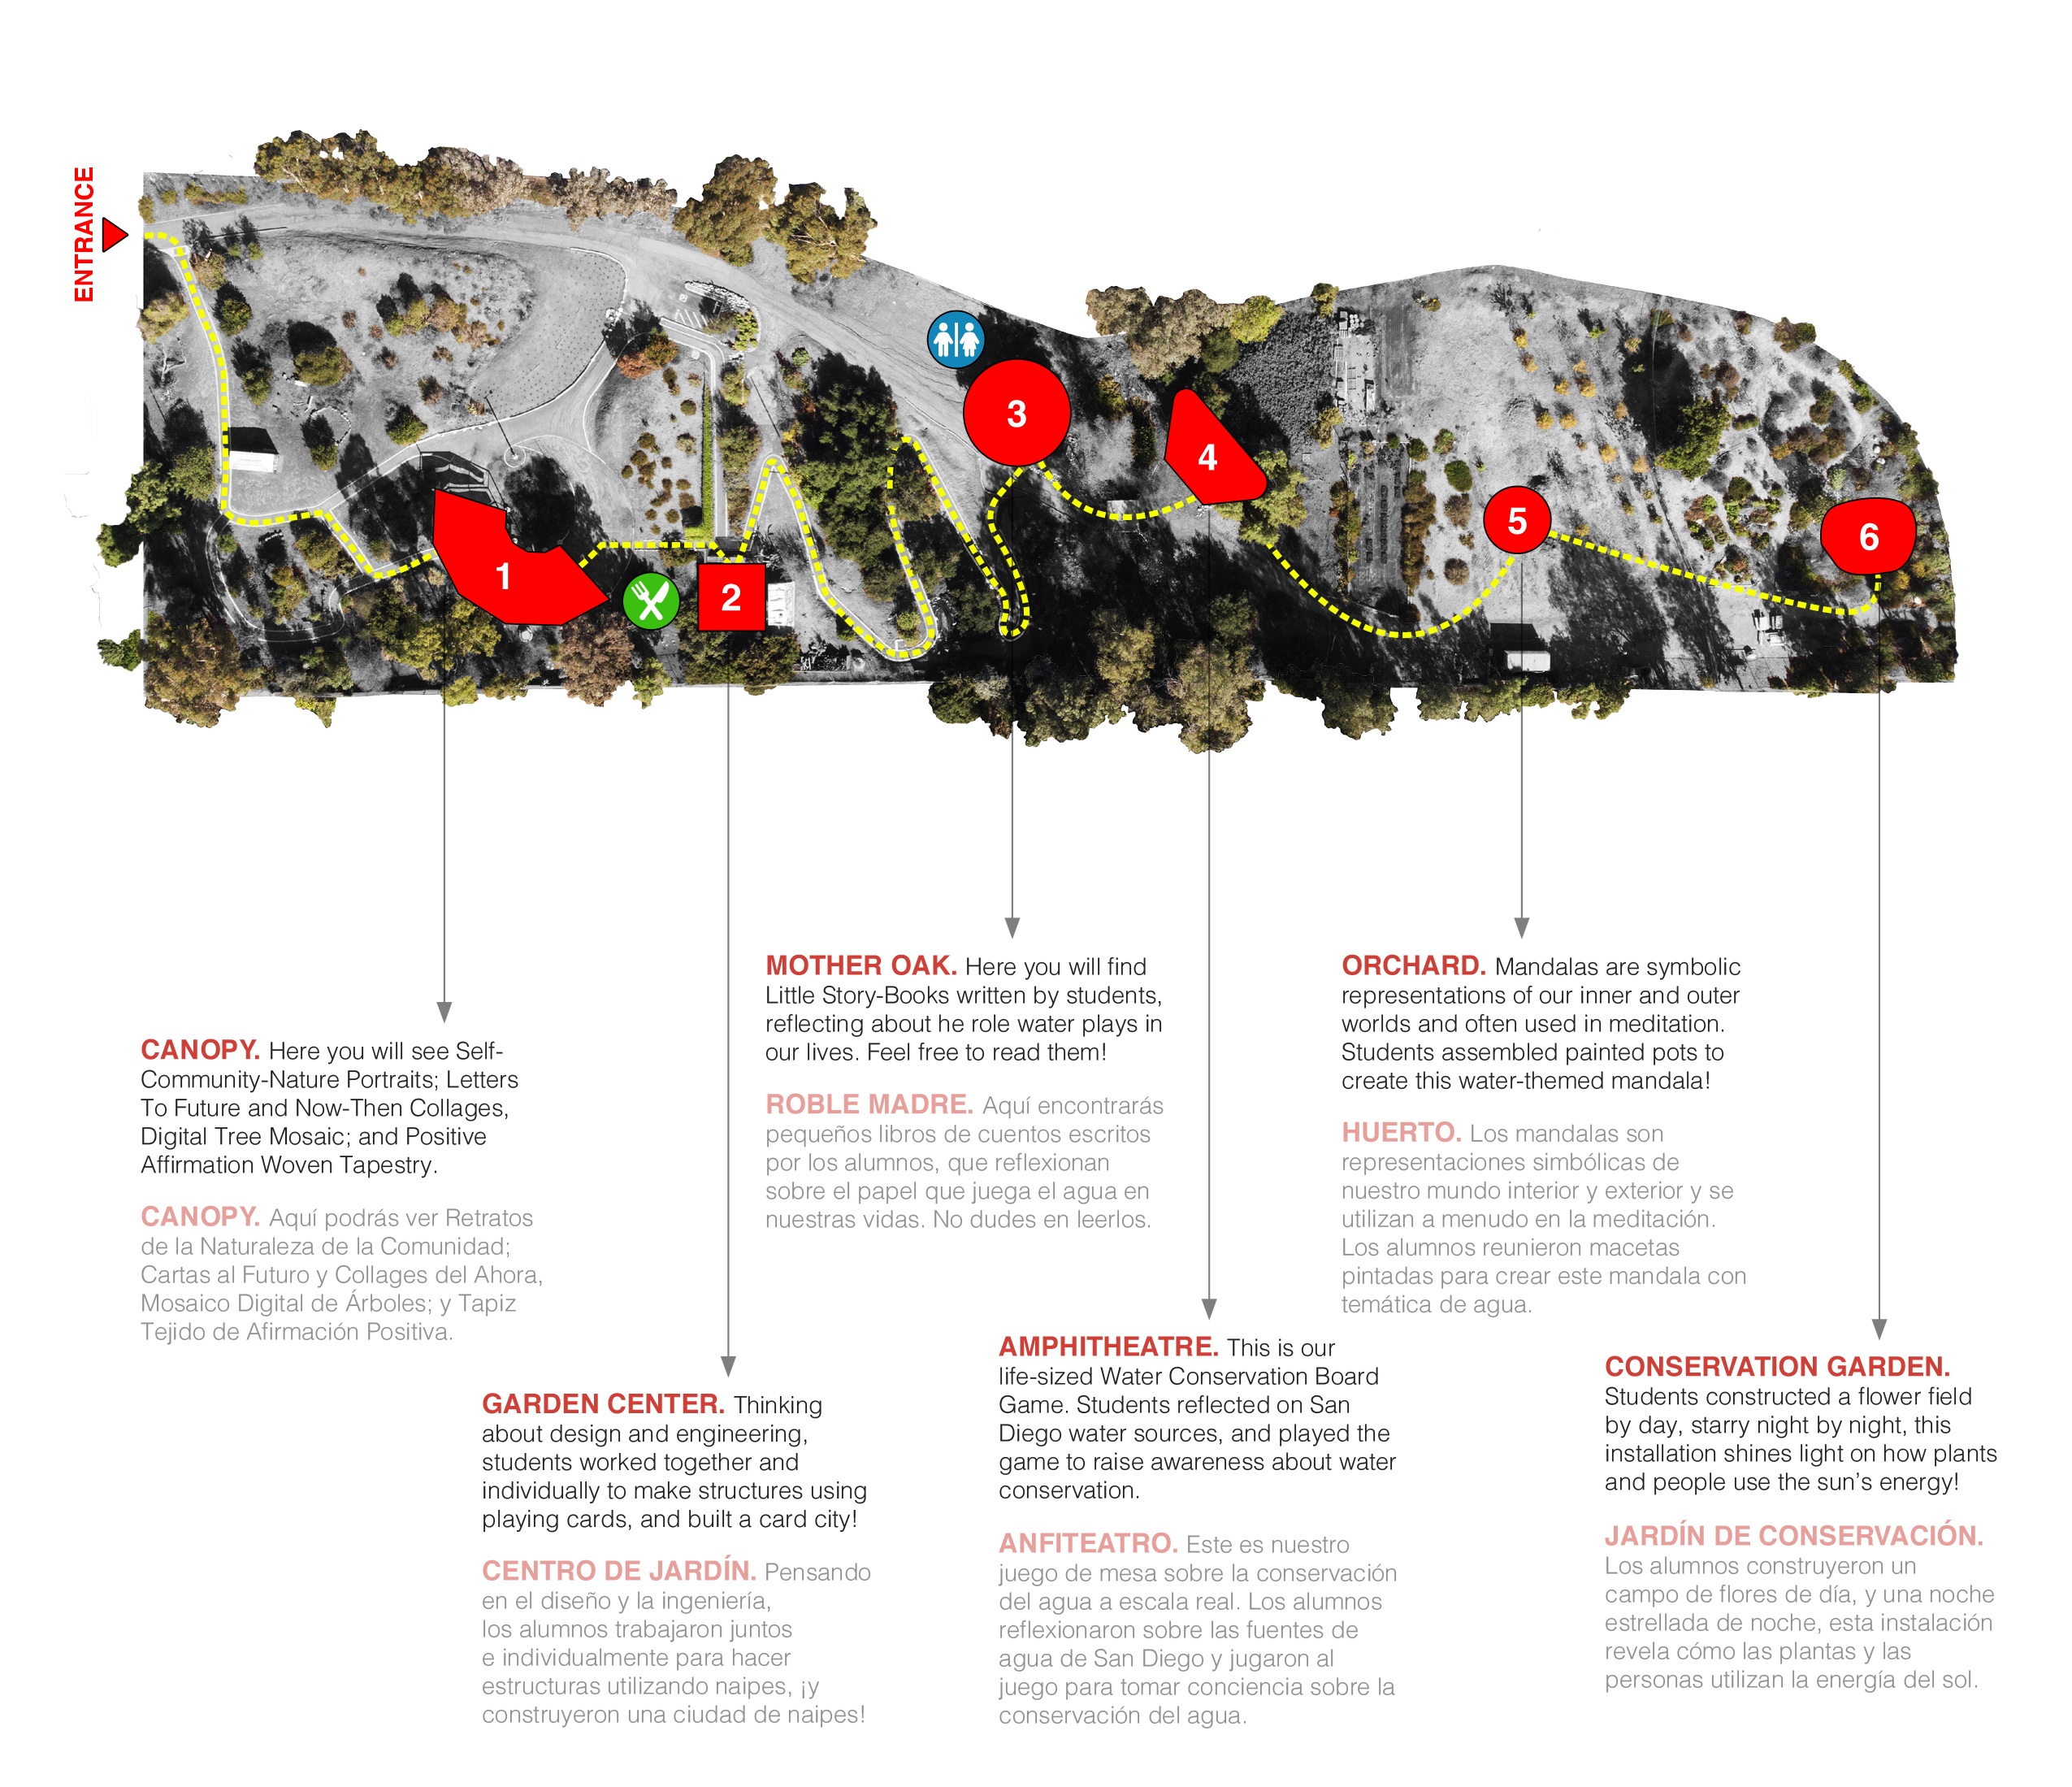 ENTRANCE
1
2
3
4
5
6
CANOPY. Here you will see Self-
Community-Nature Portraits; Letters
To Future and Now-Then Collages,
Digital Tree Mosaic; and Positive
Affirmation Woven Tapestry.
CANOPY. Aquí podrás ver Retratos
de la Naturaleza de la Comunidad;
Cartas al Futuro y Collages del Ahora,
Mosaico Digital de Árboles; y Tapiz
Tejido de Afirmación Positiva.
GARDEN CENTER. Thinking
about design and engineering,
students worked together and
individually to make structures using
playing cards, and built a card city!
CENTRO DE JARDÍN. Pensando
en el diseño y la ingeniería,
los alumnos trabajaron juntos
e individualmente para hacer
estructuras utilizando naipes, ¡y
construyeron una ciudad de naipes!
MOTHER OAK. Here you will find
Little Story-Books written by students,
reflecting about he role water plays in
our lives. Feel free to read them!
ROBLE MADRE. Aquí encontrarás
pequeños libros de cuentos escritos
por los alumnos, que reflexionan
sobre el papel que juega el agua en
nuestras vidas. No dudes en leerlos.
AMPHITHEATRE. This is our
life-sized Water Conservation Board
Game. Students reflected on San
Diego water sources, and played the
game to raise awareness about water
conservation.
ANFITEATRO. Este es nuestro
juego de mesa sobre la conservación
del agua a escala real. Los alumnos
reflexionaron sobre las fuentes de
agua de San Diego y jugaron al
juego para tomar conciencia sobre la
conservación del agua.
ORCHARD. Mandalas are symbolic
representations of our inner and outer
worlds and often used in meditation.
Students assembled painted pots to
create this water-themed mandala!
HUERTO. Los mandalas son
representaciones simbólicas de
nuestro mundo interior y exterior y se
utilizan a menudo en la meditación.
Los alumnos reunieron macetas
pintadas para crear este mandala con
temática de agua.
CONSERVATION GARDEN.
Students constructed a flower field
by day, starry night by night, this
installation shines light on how plants
and people use the sun's energy!
JARDÍN DE CONSERVACIÓN.
Los alumnos construyeron un
campo de flores de día, y una noche
estrellada de noche, esta instalación
revela cómo las plantas y las
personas utilizan la energía del sol.